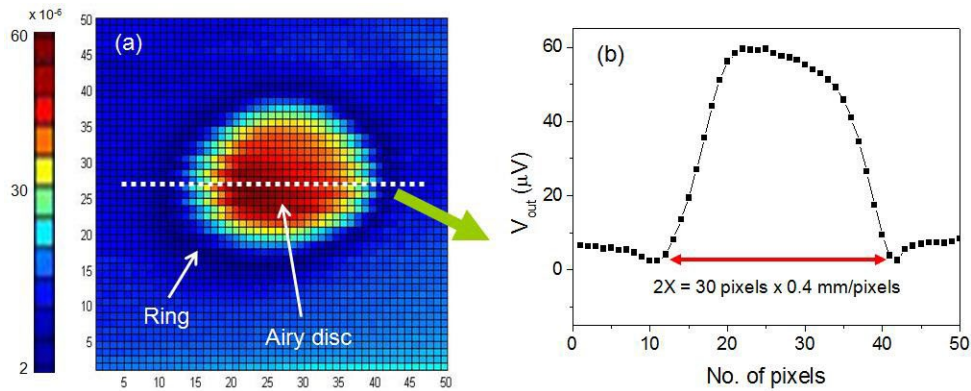 x 10⁻⁶
60
30
2
(a)
50
45
40
35
30
25
20
15
10
5
Ring
Airy disc
5 10 15 20 25 30 35 40 45 50
(b)
60
40
20
0
V_out (μV)
2X = 30 pixels x 0.4 mm/pixels
0 10 20 30 40 50
No. of pixels